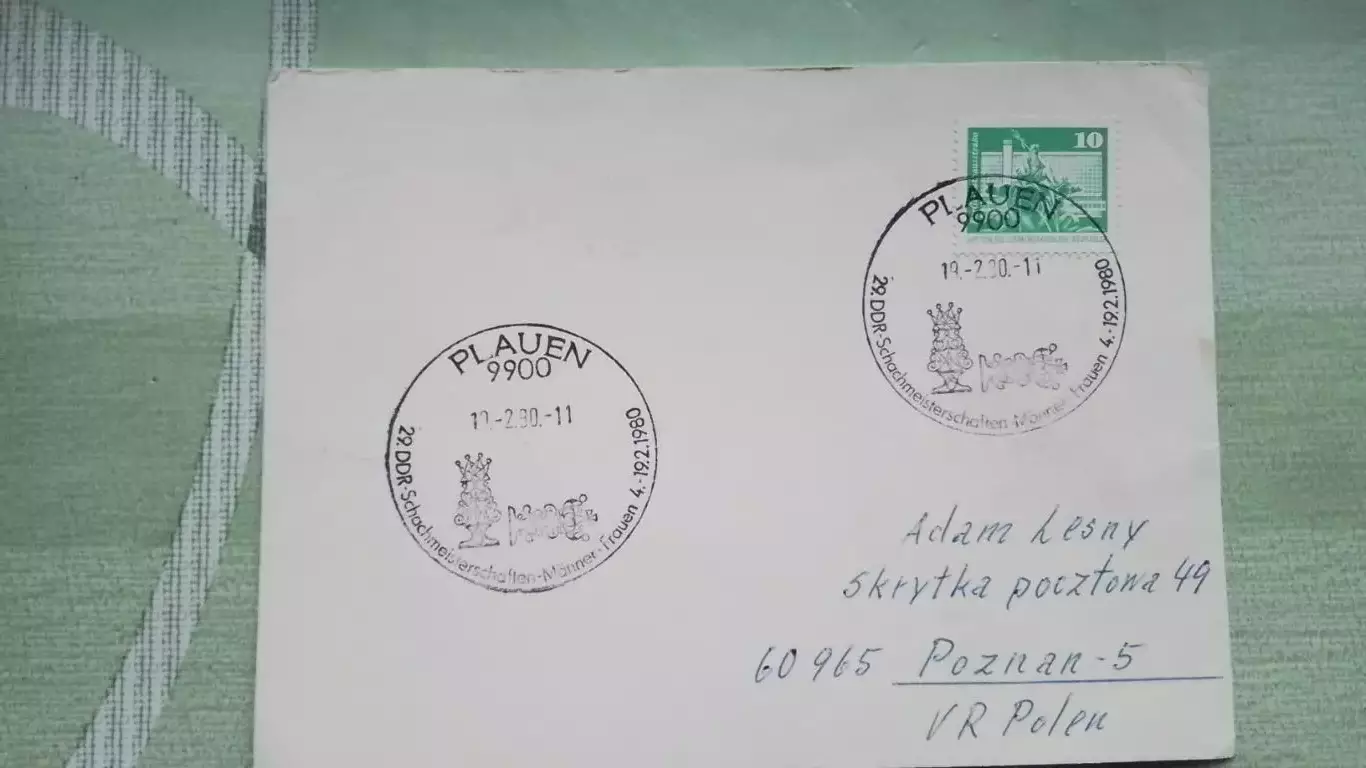 10
PLAUEN
9900
19.-2.80.-11
29.DDR-Schachmeisterschaften-Männer-Frauen 4.-19.2.1980
PLAUEN
9900
19.-2.80.-11
29.DDR-Schachmeisterschaften-Männer-Frauen 4.-19.2.1980
Adam Lesny
Skrytka pocztowa 49
60965 Poznan-5
VR Polen